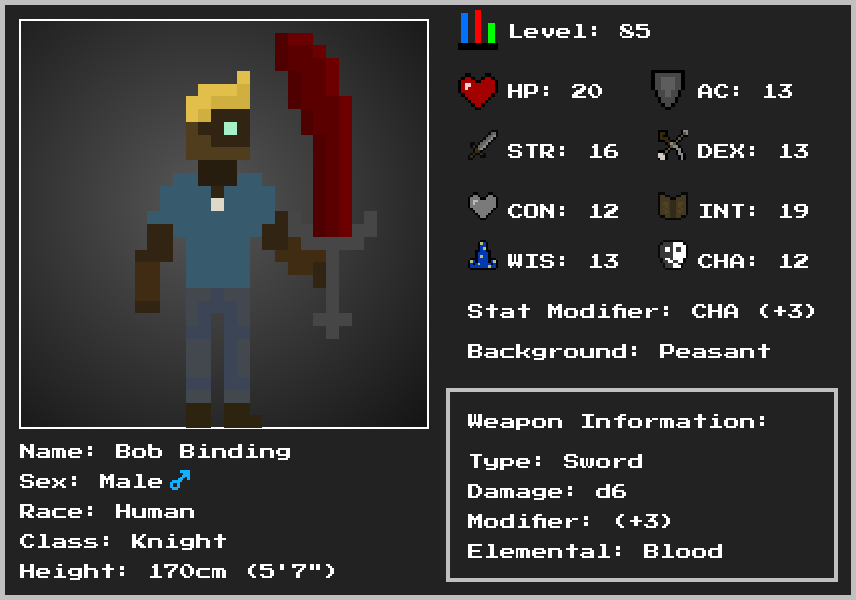 Level: 85
HP: 20
AC: 13
STR: 16
DEX: 13
CON: 12
INT: 19
WIS: 13
CHA: 12
Stat Modifier: CHA (+3)
Background: Peasant
Weapon Information:
Type: Sword
Damage: d6
Modifier: (+3)
Elemental: Blood
Name: Bob Binding
Sex: Male♂
Race: Human
Class: Knight
Height: 170cm (5'7")